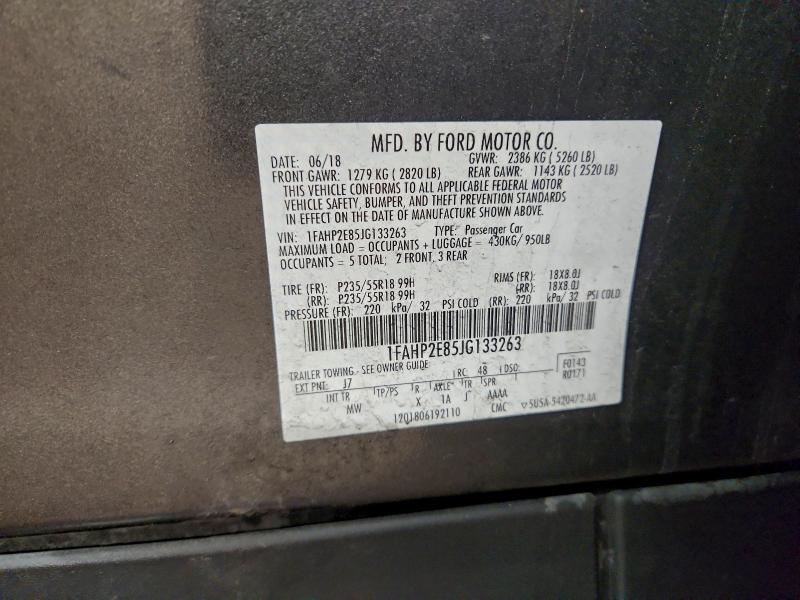 MFD. BY FORD MOTOR CO.
DATE: 06/18 GVWR: 2386 KG ( 5260 LB)
FRONT GAWR: 1279 KG ( 2820 LB) REAR GAWR: 1143 KG ( 2520 LB)
THIS VEHICLE CONFORMS TO ALL APPLICABLE FEDERAL MOTOR
VEHICLE SAFETY, BUMPER, AND THEFT PREVENTION STANDARDS
IN EFFECT ON THE DATE OF MANUFACTURE SHOWN ABOVE.
VIN: 1FAHP2E85JG133263 TYPE: Passenger Car
MAXIMUM LOAD = OCCUPANTS + LUGGAGE = 430KG/ 950LB
OCCUPANTS = 5 TOTAL; 2 FRONT, 3 REAR
TIRE (FR): P235/55R18 99H RIMS (FR): 18X8.0J
(RR): P235/55R18 99H (RR): 18X8.0J
PRESSURE (FR): 220 kPa/ 32 PSI COLD (RR): 220 kPa/ 32 PSI COLD
1FAHP2E85JG133263
TRAILER TOWING - SEE OWNER GUIDE
EXT PNT: J7 RC: 48 DSO: F0143
R0171
INT TR TP/PS R AXLE TR SPR
MW X 1A J AAAA
12Q1806192110 CMC ▽5U5A-5420472-AA